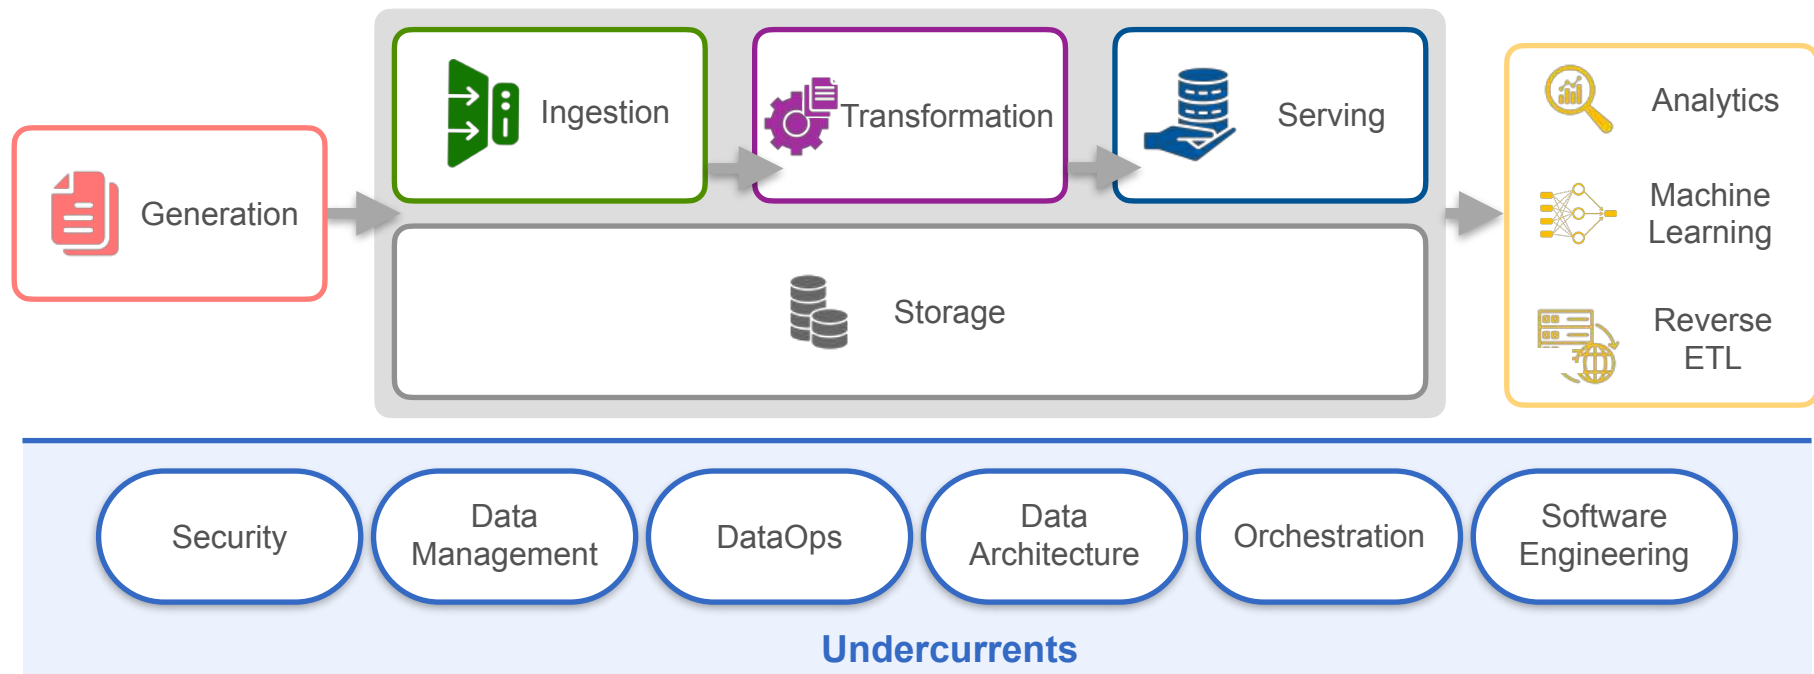 Generation
Ingestion
Transformation
Serving
Storage
Analytics
Machine
Learning
Reverse
ETL
Security
Data
Management
DataOps
Data
Architecture
Orchestration
Software
Engineering
Undercurrents